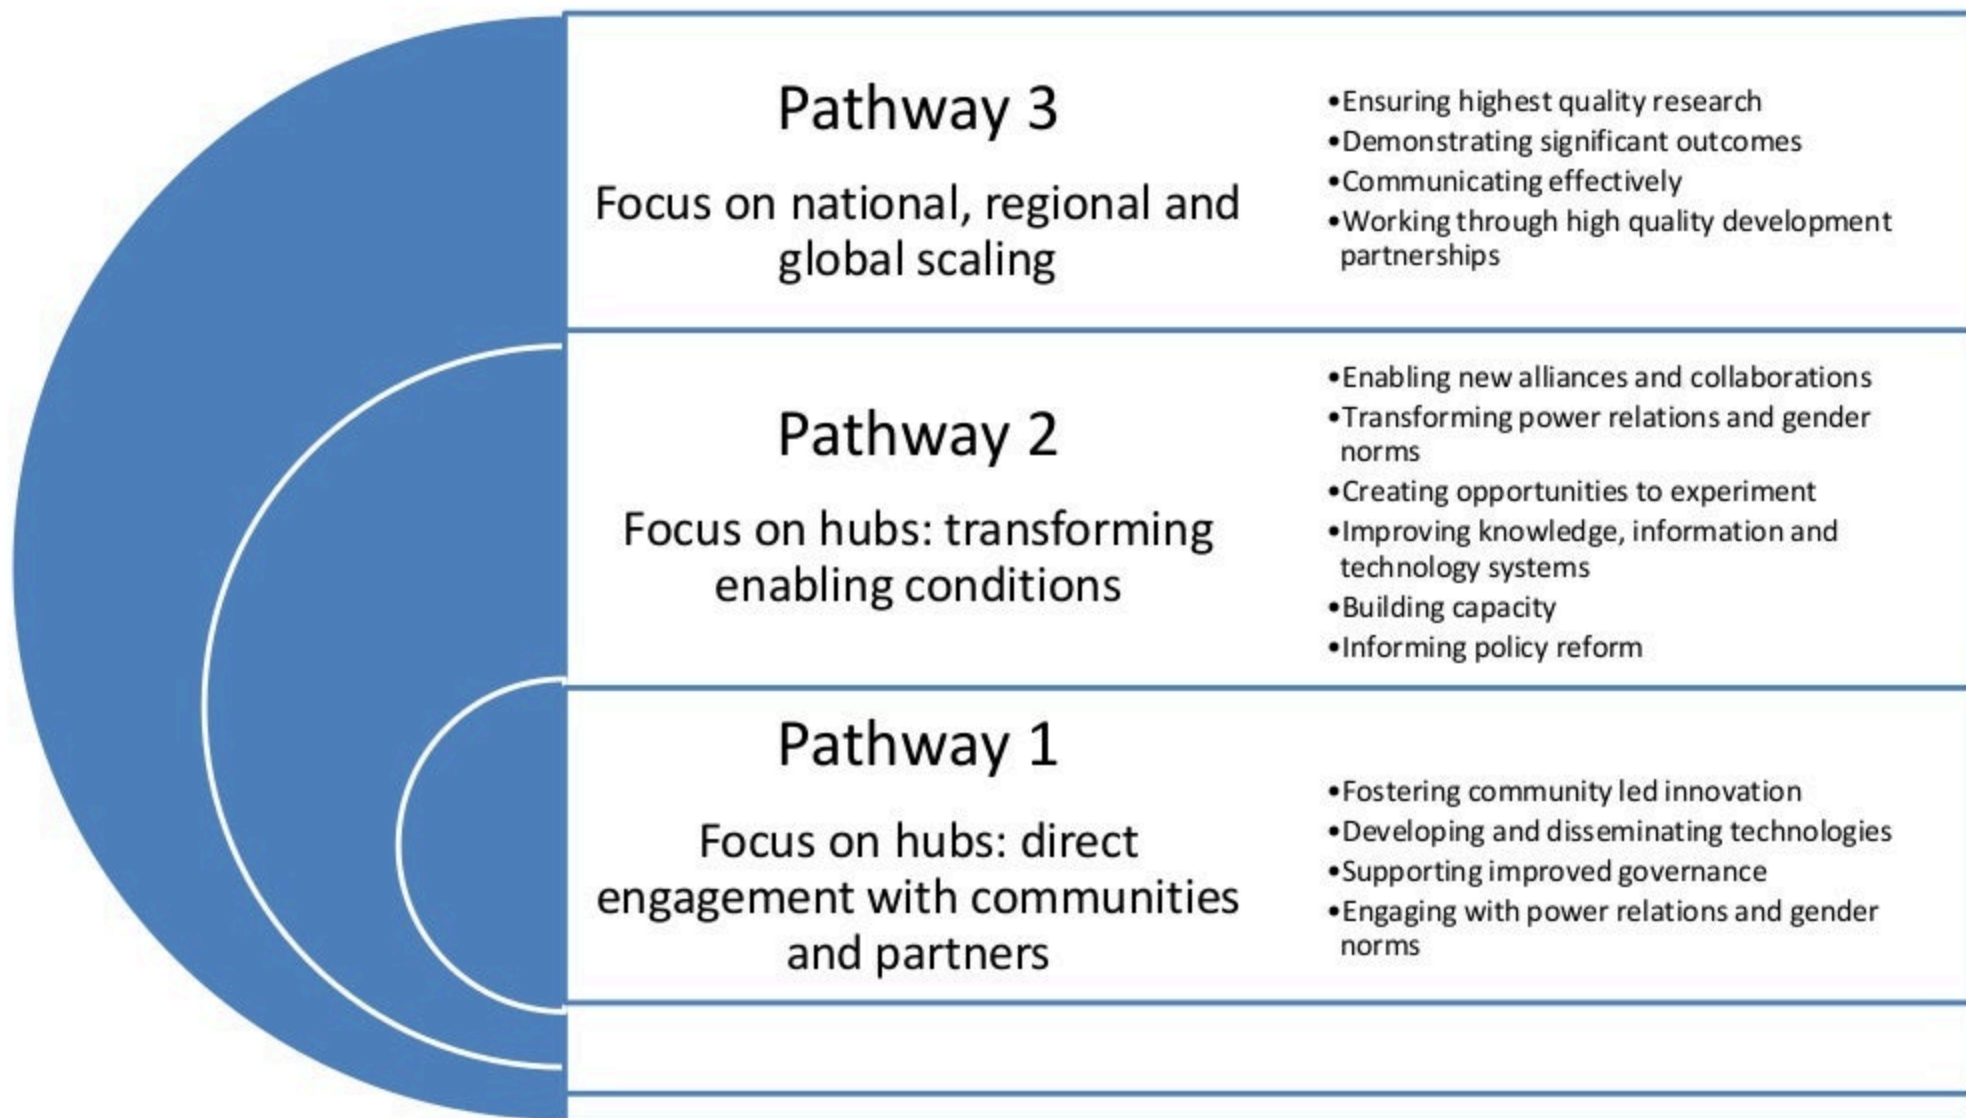 Pathway 3
Focus on national, regional and
global scaling
•Ensuring highest quality research
•Demonstrating significant outcomes
•Communicating effectively
•Working through high quality development
partnerships
Pathway 2
Focus on hubs: transforming
enabling conditions
•Enabling new alliances and collaborations
•Transforming power relations and gender
norms
•Creating opportunities to experiment
•Improving knowledge, information and
technology systems
•Building capacity
•Informing policy reform
Pathway 1
Focus on hubs: direct
engagement with communities
and partners
•Fostering community led innovation
•Developing and disseminating technologies
•Supporting improved governance
•Engaging with power relations and gender
norms